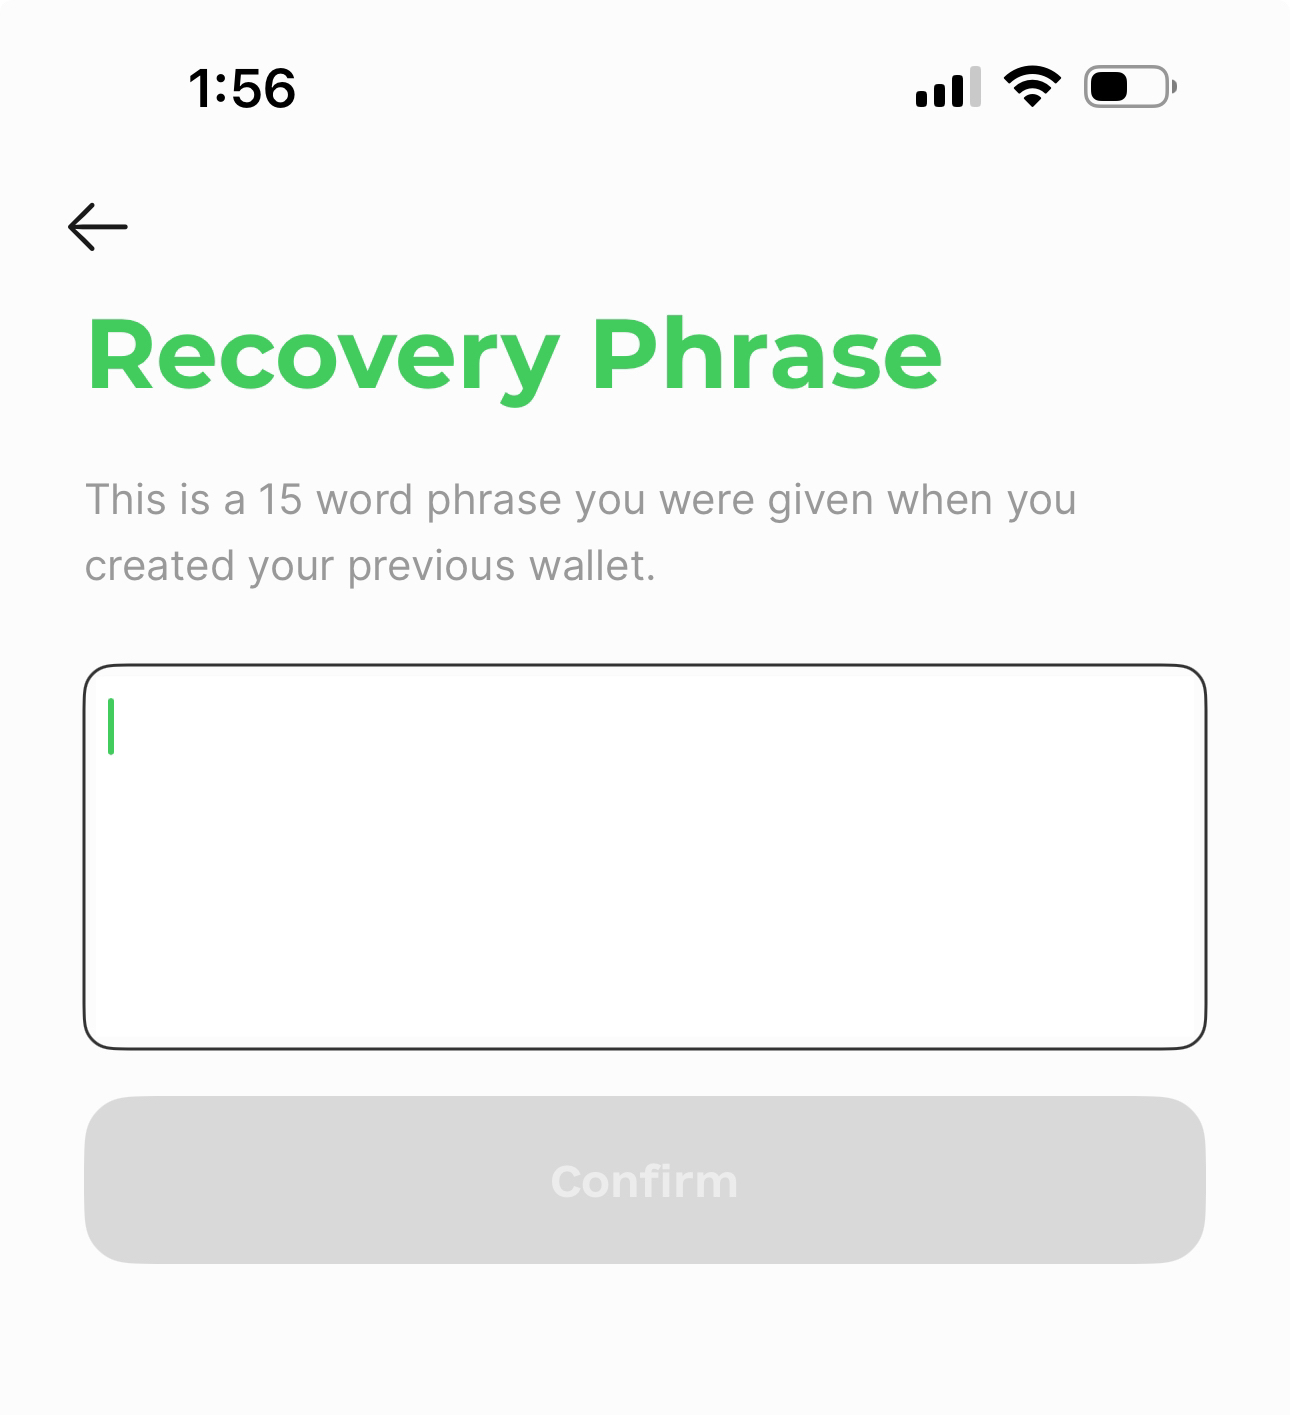 1:56
Recovery Phrase
This is a 15 word phrase you were given when you
created your previous wallet.
Confirm